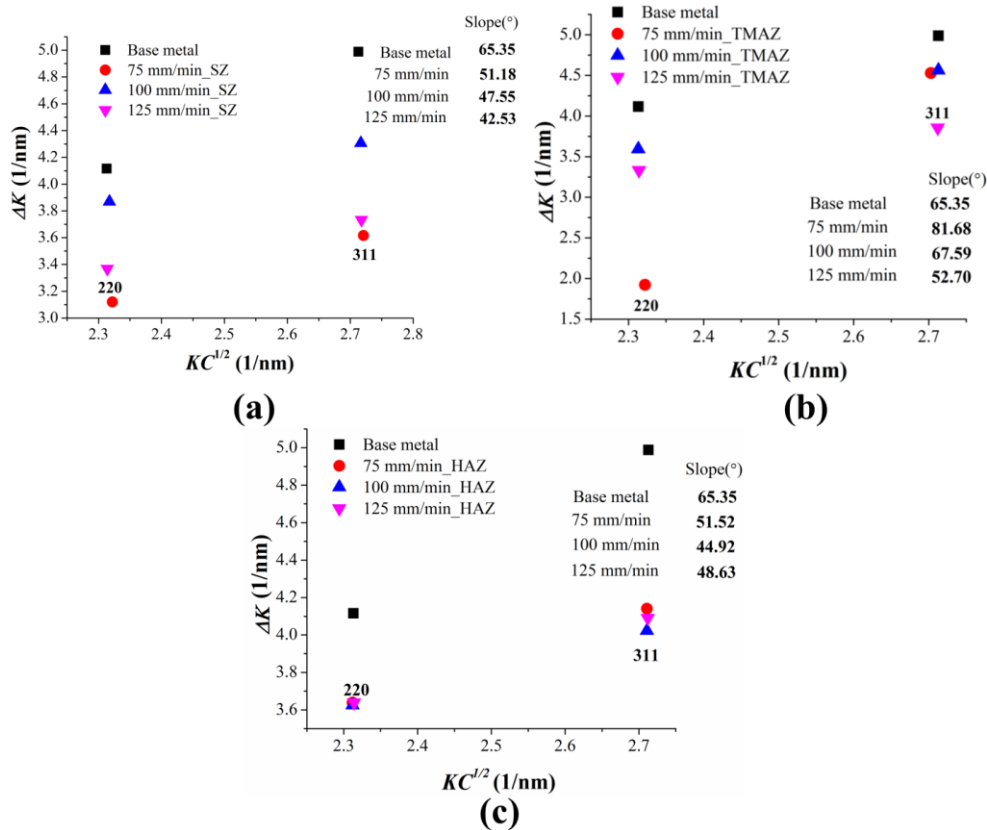 Slope(°)
Base metal 65.35
75 mm/min 51.18
100 mm/min 47.55
125 mm/min 42.53
Base metal
75 mm/min_SZ
100 mm/min_SZ
125 mm/min_SZ
5.0
4.8
4.6
4.4
4.2
4.0
3.8
3.6
3.4
3.2
3.0
ΔK (1/nm)
220
311
2.3 2.4 2.5 2.6 2.7 2.8
KC^1/2 (1/nm)
(a)
Base metal
75 mm/min_TMAZ
100 mm/min_TMAZ
125 mm/min_TMAZ
5.0
4.5
4.0
3.5
3.0
2.5
2.0
1.5
ΔK (1/nm)
311
Slope(°)
Base metal 65.35
75 mm/min 81.68
100 mm/min 67.59
125 mm/min 52.70
220
2.3 2.4 2.5 2.6 2.7
KC^1/2 (1/nm)
(b)
Base metal
75 mm/min_HAZ
100 mm/min_HAZ
125 mm/min_HAZ
Slope(°)
Base metal 65.35
75 mm/min 51.52
100 mm/min 44.92
125 mm/min 48.63
5.0
4.8
4.6
4.4
4.2
4.0
3.8
3.6
ΔK (1/nm)
220
311
2.3 2.4 2.5 2.6 2.7
KC^1/2 (1/nm)
(c)